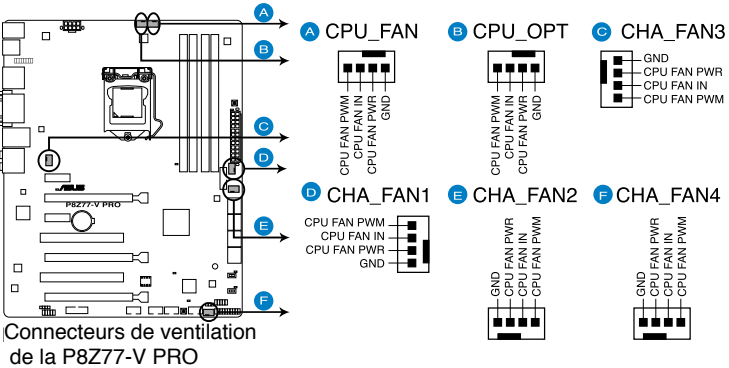 A
B
C
D
E
F
/SUS
P8Z77-V PRO
Connecteurs de ventilation
de la P8Z77-V PRO
A CPU_FAN
CPU FAN PWM
CPU FAN IN
CPU FAN PWR
GND
B CPU_OPT
CPU FAN PWM
CPU FAN IN
CPU FAN PWR
GND
C CHA_FAN3
GND
CPU FAN PWR
CPU FAN IN
CPU FAN PWM
D CHA_FAN1
CPU FAN PWM
CPU FAN IN
CPU FAN PWR
GND
E CHA_FAN2
GND
CPU FAN PWR
CPU FAN IN
CPU FAN PWM
F CHA_FAN4
GND
CPU FAN PWR
CPU FAN IN
CPU FAN PWM